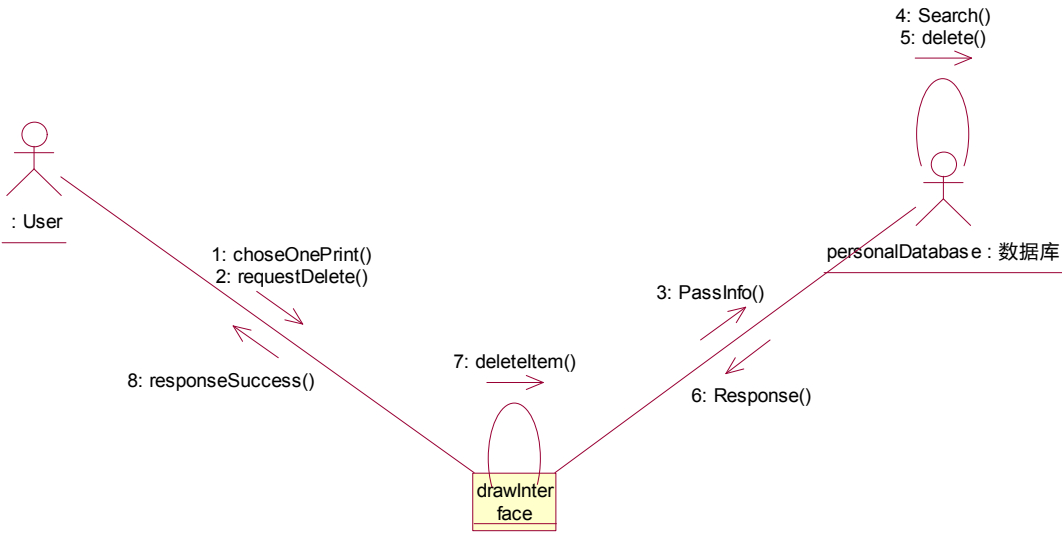 4: Search()
5: delete()
: User
1: choseOnePrint()
2: requestDelete()
personalDatabase : 数据库
3: PassInfo()
7: deleteItem()
8: responseSuccess()
6: Response()
drawInter
face